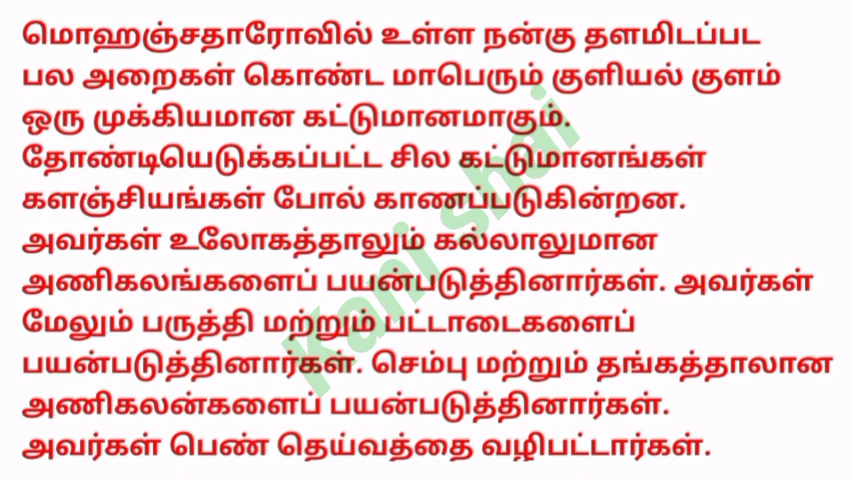 மொஹஞ்சதாரோவில் உள்ள நன்கு தளமிடப்பட
பல அறைகள் கொண்ட மாபெரும் குளியல் குளம்
ஒரு முக்கியமான கட்டுமானமாகும்.
தோண்டியெடுக்கப்பட்ட சில கட்டுமானங்கள்
களஞ்சியங்கள் போல் காணப்படுகின்றன.
அவர்கள் உலோகத்தாலும் கல்லாலுமான
அணிகலங்களைப் பயன்படுத்தினார்கள். அவர்கள்
மேலும் பருத்தி மற்றும் பட்டாடைகளைப்
பயன்படுத்தினார்கள். செம்பு மற்றும் தங்கத்தாலான
அணிகலன்களைப் பயன்படுத்தினார்கள்.
அவர்கள் பெண் தெய்வத்தை வழிபட்டார்கள்.
Kani shai